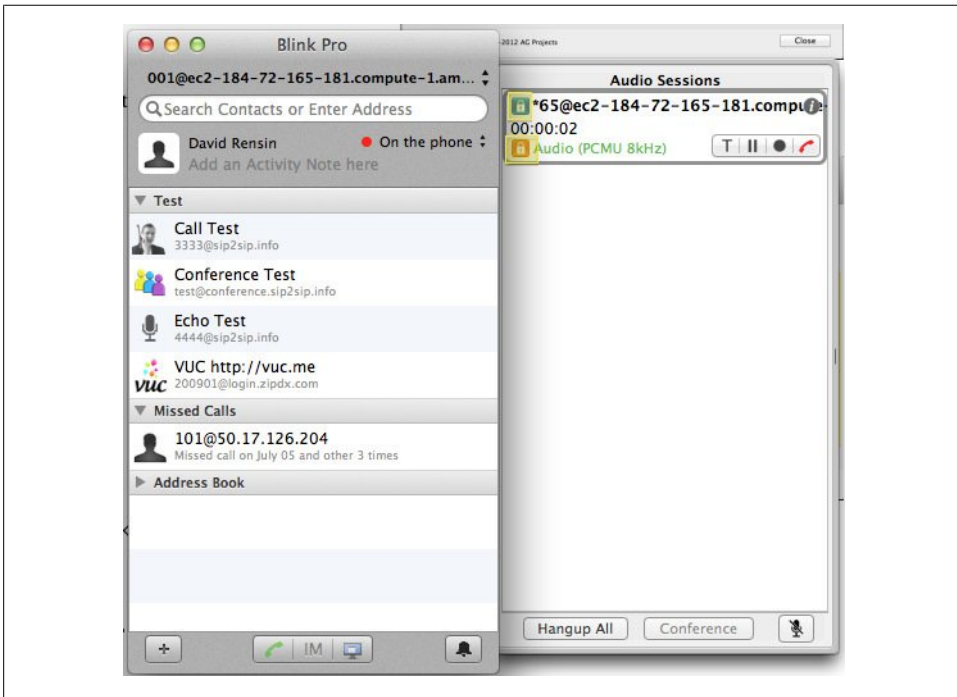 Blink Pro
001@ec2-184-72-165-181.compute-1.am...
Search Contacts or Enter Address
David Rensin
On the phone
Add an Activity Note here
Test
Call Test
3333@sip2sip.info
Conference Test
test@conference.sip2sip.info
Echo Test
4444@sip2sip.info
VUC http://vuc.me
vuc
200901@login.zipdx.com
Missed Calls
101@50.17.126.204
Missed call on July 05 and other 3 times
Address Book
IM
-2012 AG Projects
Close
Audio Sessions
*65@ec2-184-72-165-181.compute-
00:00:02
Audio (PCMU 8kHz)
T
Hangup All
Conference